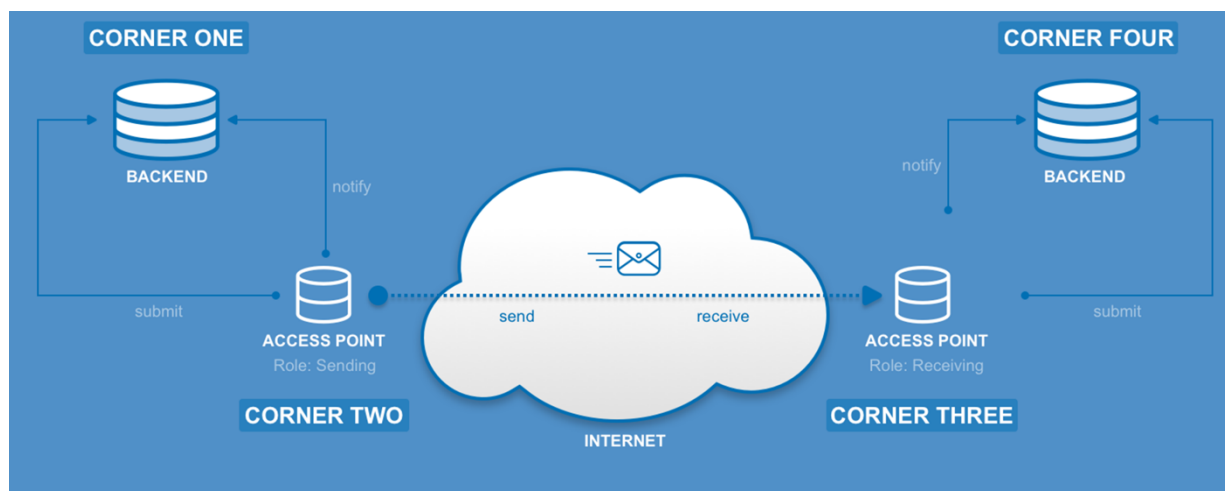 CORNER ONE
CORNER FOUR
BACKEND
notify
notify
BACKEND
submit
send
receive
submit
ACCESS POINT
Role: Sending
ACCESS POINT
Role: Receiving
CORNER TWO
CORNER THREE
INTERNET